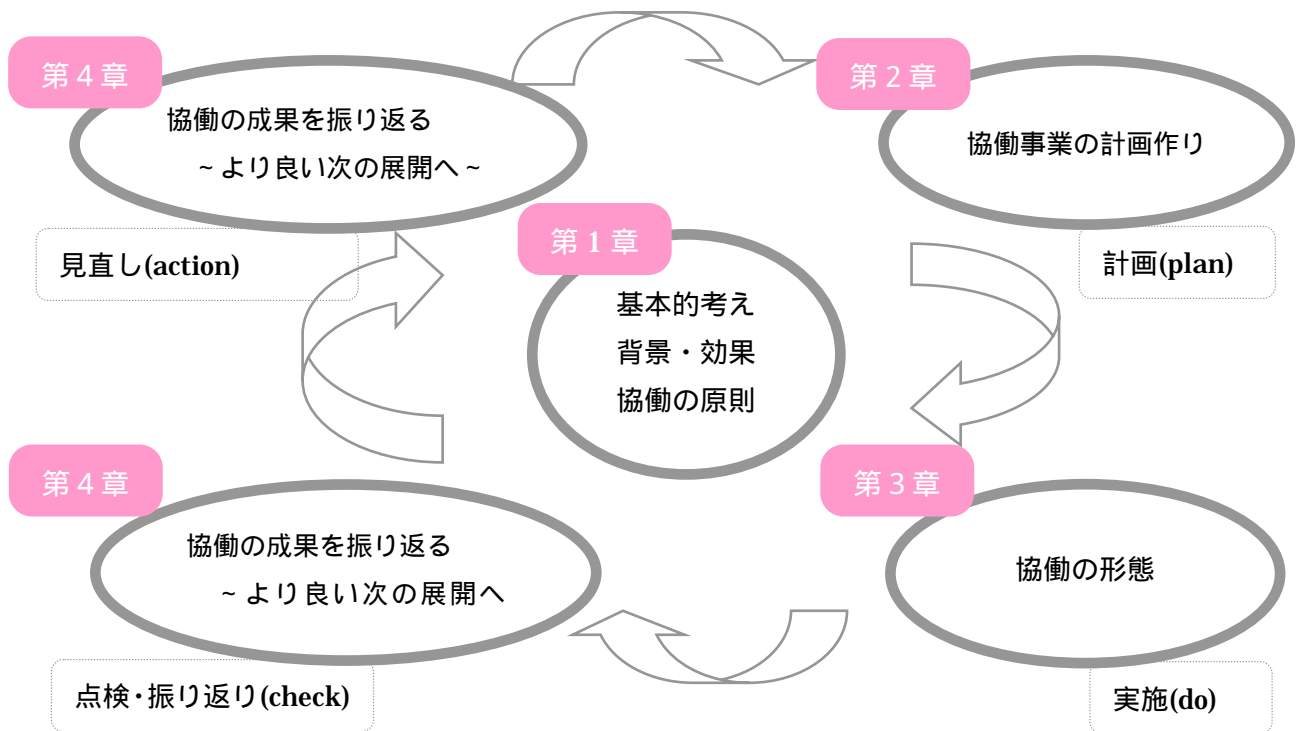 第４章
協働の成果を振り返る
~ より良い次の展開へ ~
見直し(action)
第２章
協働事業の計画作り
計画(plan)
第 1 章
基本的考え
背景・効果
協働の原則
第４章
協働の成果を振り返る
~ より良い次の展開へ
点検・振り返り(check)
第３章
協働の形態
実施(do)